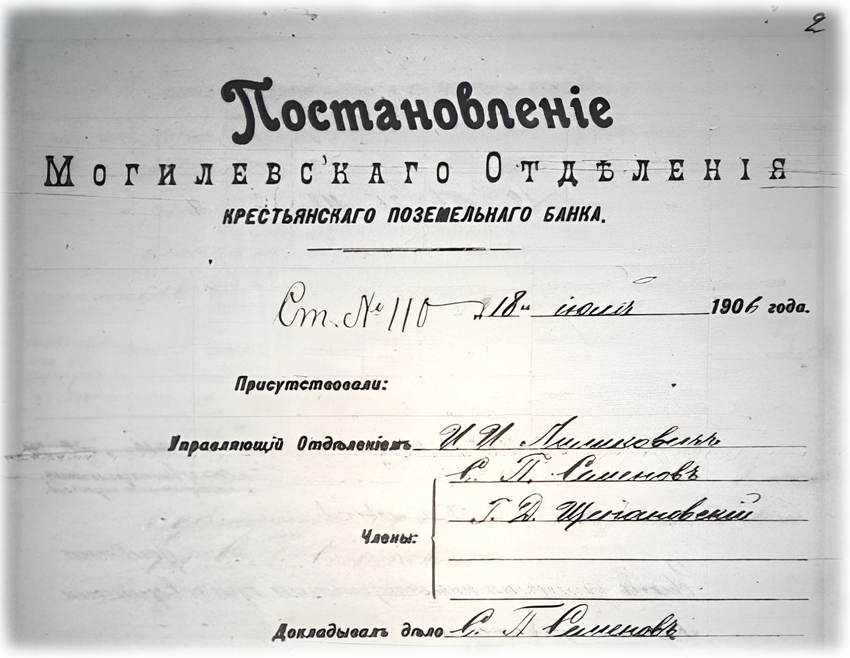 2
Постановленіе
Могилевскаго Отдѣленія
КРЕСТЬЯНСКАГО ПОЗЕМЕЛЬНАГО БАНКА.
Ст. № 110 „18“ іюля 1906 года.
Присутствовали:
Управляющій Отдѣленіемъ И. И.
С. П. Семеновъ
Г. Д. Щепановскій
Члены:
Докладывалъ дѣло С. П. Семеновъ